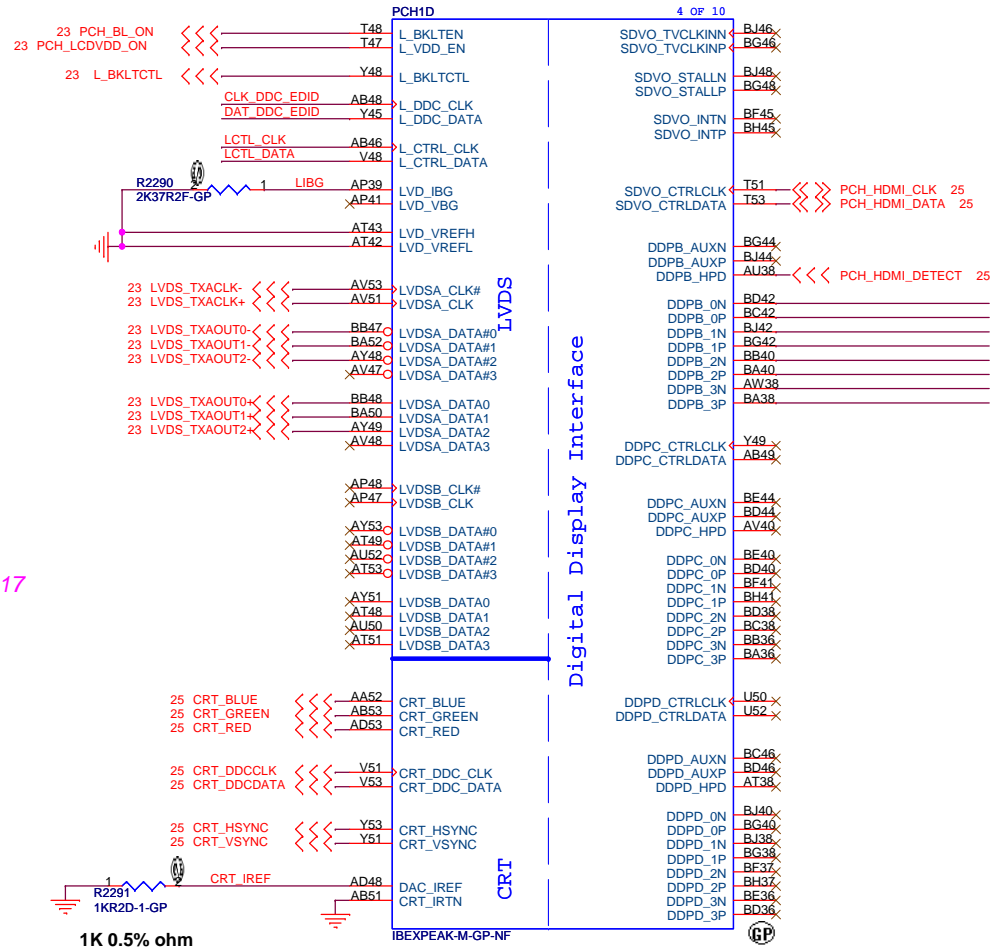 PCH1D
4 OF 10
23 PCH_BL_ON T48 L_BKLTEN
23 PCH_LCDVDD_ON T47 L_VDD_EN
23 L_BKLTCTL Y48 L_BKLTCTL
CLK_DDC_EDID AB48 L_DDC_CLK
DAT_DDC_EDID Y45 L_DDC_DATA
LCTL_CLK AB46 L_CTRL_CLK
LCTL_DATA V48 L_CTRL_DATA
R2290 2 1 LIBG AP39 LVD_IBG
2K37R2F-GP
AP41 LVD_VBG
AT43 LVD_VREFH
AT42 LVD_VREFL
LVDS
23 LVDS_TXACLK- AV53 LVDSA_CLK#
23 LVDS_TXACLK+ AV51 LVDSA_CLK
23 LVDS_TXAOUT0- BB47 LVDSA_DATA#0
23 LVDS_TXAOUT1- BA52 LVDSA_DATA#1
23 LVDS_TXAOUT2- AY48 LVDSA_DATA#2
AV47 LVDSA_DATA#3
23 LVDS_TXAOUT0+ BB48 LVDSA_DATA0
23 LVDS_TXAOUT1+ BA50 LVDSA_DATA1
23 LVDS_TXAOUT2+ AY49 LVDSA_DATA2
AV48 LVDSA_DATA3
AP48 LVDSB_CLK#
AP47 LVDSB_CLK
AY53 LVDSB_DATA#0
AT49 LVDSB_DATA#1
AU52 LVDSB_DATA#2
AT53 LVDSB_DATA#3
17
AY51 LVDSB_DATA0
AT48 LVDSB_DATA1
AU50 LVDSB_DATA2
AT51 LVDSB_DATA3
25 CRT_BLUE AA52 CRT_BLUE
25 CRT_GREEN AB53 CRT_GREEN
25 CRT_RED AD53 CRT_RED
25 CRT_DDCCLK V51 CRT_DDC_CLK
25 CRT_DDCDATA V53 CRT_DDC_DATA
25 CRT_HSYNC Y53 CRT_HSYNC
25 CRT_VSYNC Y51 CRT_VSYNC
CRT
1 2 CRT_IREF AD48 DAC_IREF
R2291 AB51 CRT_IRTN
1KR2D-1-GP
1K 0.5% ohm
IBEXPEAK-M-GP-NF
Digital Display Interface
SDVO_TVCLKINN BJ46
SDVO_TVCLKINP BG46
SDVO_STALLN BJ48
SDVO_STALLP BG48
SDVO_INTN BF45
SDVO_INTP BH45
SDVO_CTRLCLK T51 PCH_HDMI_CLK 25
SDVO_CTRLDATA T53 PCH_HDMI_DATA 25
DDPB_AUXN BG44
DDPB_AUXP BJ44
DDPB_HPD AU38 PCH_HDMI_DETECT 25
DDPB_0N BD42
DDPB_0P BC42
DDPB_1N BJ42
DDPB_1P BG42
DDPB_2N BB40
DDPB_2P BA40
DDPB_3N AW38
DDPB_3P BA38
DDPC_CTRLCLK Y49
DDPC_CTRLDATA AB49
DDPC_AUXN BE44
DDPC_AUXP BD44
DDPC_HPD AV40
DDPC_0N BE40
DDPC_0P BD40
DDPC_1N BF41
DDPC_1P BH41
DDPC_2N BD38
DDPC_2P BC38
DDPC_3N BB36
DDPC_3P BA36
DDPD_CTRLCLK U50
DDPD_CTRLDATA U52
DDPD_AUXN BC46
DDPD_AUXP BD46
DDPD_HPD AT38
DDPD_0N BJ40
DDPD_0P BG40
DDPD_1N BJ38
DDPD_1P BG38
DDPD_2N BF37
DDPD_2P BH37
DDPD_3N BE36
DDPD_3P BD36
GP